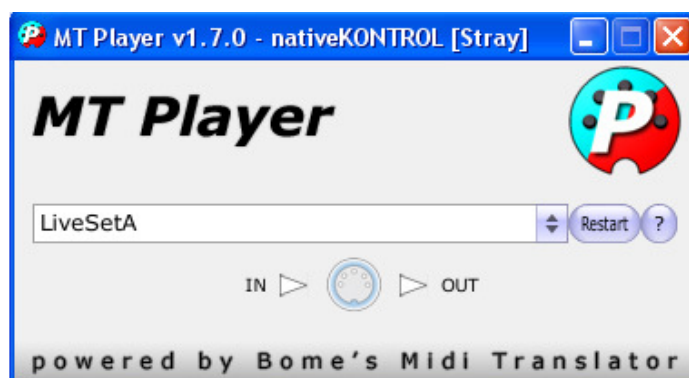 MT Player v1.7.0 - nativeKONTROL [Stray]
MT Player
P
LiveSetA Restart ?
IN OUT
powered by Bome's Midi Translator